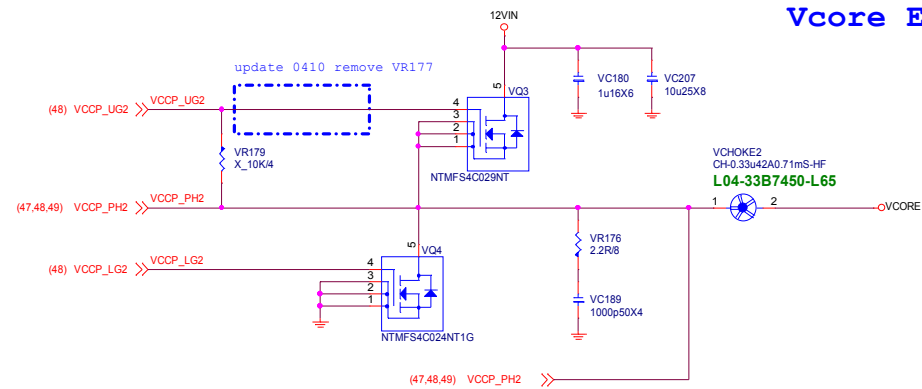 Vcore E
12VIN
update 0410 remove VR177
VC180
1u16X6
VC207
10u25X8
5
VQ3
(48) VCCP_UG2
VCCP_UG2
4
3
2
1
VR179
X_10K/4
NTMFS4C029NT
VCHOKE2
CH-0.33u42A0.71mS-HF
L04-33B7450-L65
(47,48,49) VCCP_PH2
VCCP_PH2
1
2
VCORE
5
VQ4
VR176
2.2R/8
(48) VCCP_LG2
VCCP_LG2
4
3
2
1
VC189
1000p50X4
NTMFS4C024NT1G
(47,48,49) VCCP_PH2